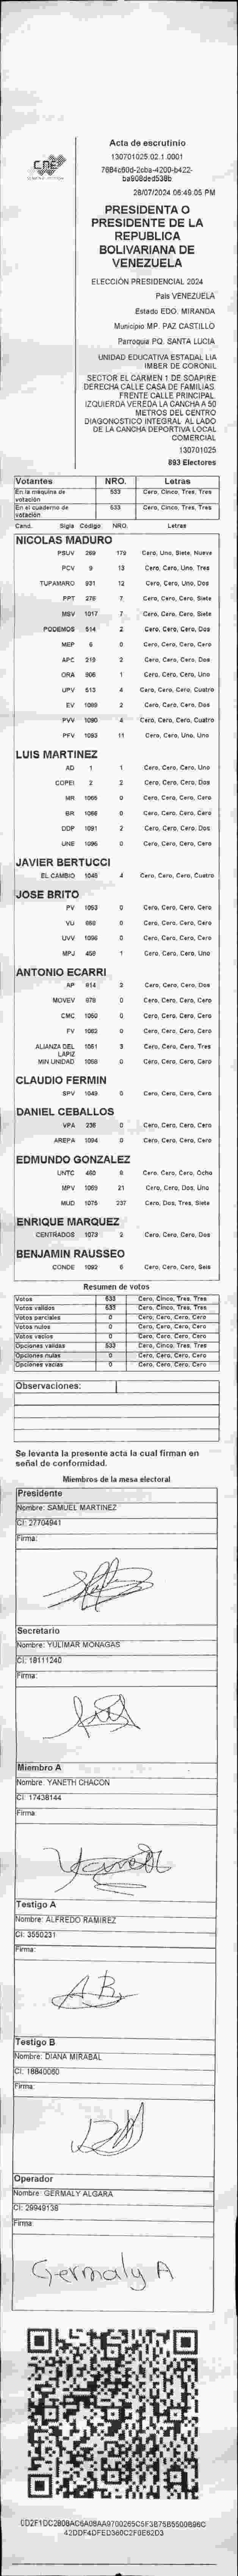 CNE
Acta de escrutinio
130701025.02.1.0001
28/07/2024 06:49:05 PM
PRESIDENTA O
PRESIDENTE DE LA
REPUBLICA
BOLIVARIANA DE
VENEZUELA
ELECCIÓN PRESIDENCIAL 2024
País VENEZUELA
Estado EDO. MIRANDA
Municipio MP. PAZ CASTILLO
Parroquia PQ. SANTA LUCIA
UNIDAD EDUCATIVA ESTADAL LIA
IMBER DE CORONIL
SECTOR EL CARMEN 1 DE SOAPIRE
DERECHA CALLE CASA DE FAMILIAS.
FRENTE CALLE PRINCIPAL.
IZQUIERDA VEREDA LA CANCHA A 50
METROS DEL CENTRO
DIAGONOSTICO INTEGRAL AL LADO
DE LA CANCHA DEPORTIVA LOCAL
COMERCIAL
130701025
893 Electores
Votantes NRO. Letras
En la máquina de votación 533 Cero, Cinco, Tres, Tres
En el cuaderno de votación 533 Cero, Cinco, Tres, Tres
Cand. Sigla Código NRO. Letras
NICOLAS MADURO
PSUV 269 179 Cero, Uno, Siete, Nueve
PCV 9 13 Cero, Cero, Uno, Tres
TUPAMARO 931 12 Cero, Cero, Uno, Dos
PPT 276 7 Cero, Cero, Cero, Siete
MSV 1017 7 Cero, Cero, Cero, Siete
PODEMOS 514 2 Cero, Cero, Cero, Dos
MEP 6 0 Cero, Cero, Cero, Cero
APC 219 2 Cero, Cero, Cero, Dos
ORA 906 1 Cero, Cero, Cero, Uno
UPV 513 4 Cero, Cero, Cero, Cuatro
EV 1089 2 Cero, Cero, Cero, Dos
PVV 1090 4 Cero, Cero, Cero, Cuatro
PFV 1093 11 Cero, Cero, Uno, Uno
LUIS MARTINEZ
AD 1 1 Cero, Cero, Cero, Uno
COPEI 2 2 Cero, Cero, Cero, Dos
MR 1065 0 Cero, Cero, Cero, Cero
BR 1086 0 Cero, Cero, Cero, Cero
DDP 1091 2 Cero, Cero, Cero, Dos
UNE 1095 0 Cero, Cero, Cero, Cero
JAVIER BERTUCCI
EL CAMBIO 1045 4 Cero, Cero, Cero, Cuatro
JOSE BRITO
PV 1053 0 Cero, Cero, Cero, Cero
VU 858 0 Cero, Cero, Cero, Cero
UVV 1096 0 Cero, Cero, Cero, Cero
MPJ 459 1 Cero, Cero, Cero, Uno
ANTONIO ECARRI
AP 914 2 Cero, Cero, Cero, Dos
MOVEV 978 0 Cero, Cero, Cero, Cero
CMC 1050 0 Cero, Cero, Cero, Cero
FV 1082 0 Cero, Cero, Cero, Cero
ALIANZA DEL LAPIZ 1051 3 Cero, Cero, Cero, Tres
MIN UNIDAD 1058 0 Cero, Cero, Cero, Cero
CLAUDIO FERMIN
SPV 1049 0 Cero, Cero, Cero, Cero
DANIEL CEBALLOS
VPA 236 0 Cero, Cero, Cero, Cero
AREPA 1094 0 Cero, Cero, Cero, Cero
EDMUNDO GONZALEZ
UNTC 460 8 Cero, Cero, Cero, Ocho
MPV 1069 21 Cero, Cero, Dos, Uno
MUD 1075 237 Cero, Dos, Tres, Siete
ENRIQUE MARQUEZ
CENTRADOS 1073 2 Cero, Cero, Cero, Dos
BENJAMIN RAUSSEO
CONDE 1092 6 Cero, Cero, Cero, Seis
Resumen de votos
Votos 533 Cero, Cinco, Tres, Tres
Votos validos 533 Cero, Cinco, Tres, Tres
Votos parciales 0 Cero, Cero, Cero, Cero
Votos nulos 0 Cero, Cero, Cero, Cero
Votos vacios 0 Cero, Cero, Cero, Cero
Opciones validas 533 Cero, Cinco, Tres, Tres
Opciones nulas 0 Cero, Cero, Cero, Cero
Opciones vacias 0 Cero, Cero, Cero, Cero
Observaciones:
Se levanta la presente acta la cual firman en
señal de conformidad.
Miembros de la mesa electoral
Presidente
Nombre: SAMUEL MARTINEZ
CI: 27704941
Firma:
Secretario
Nombre: YULIMAR MONAGAS
CI: 18111240
Firma:
Miembro A
Nombre: YANETH CHACON
CI: 17438144
Firma:
Testigo A
Nombre: ALFREDO RAMIREZ
CI: 3550231
Firma:
Testigo B
Nombre: DIANA MIRABAL
CI: 18840060
Firma:
Operador
Nombre: GERMALY ALGARA
CI: 29949138
Firma:
Germaly A